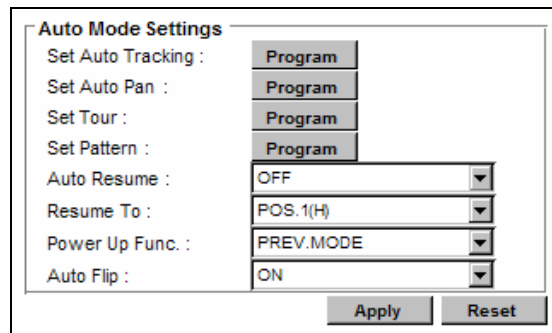 Auto Mode Settings
Set Auto Tracking : Program
Set Auto Pan : Program
Set Tour : Program
Set Pattern : Program
Auto Resume : OFF
Resume To : POS.1(H)
Power Up Func. : PREV.MODE
Auto Flip : ON
Apply Reset